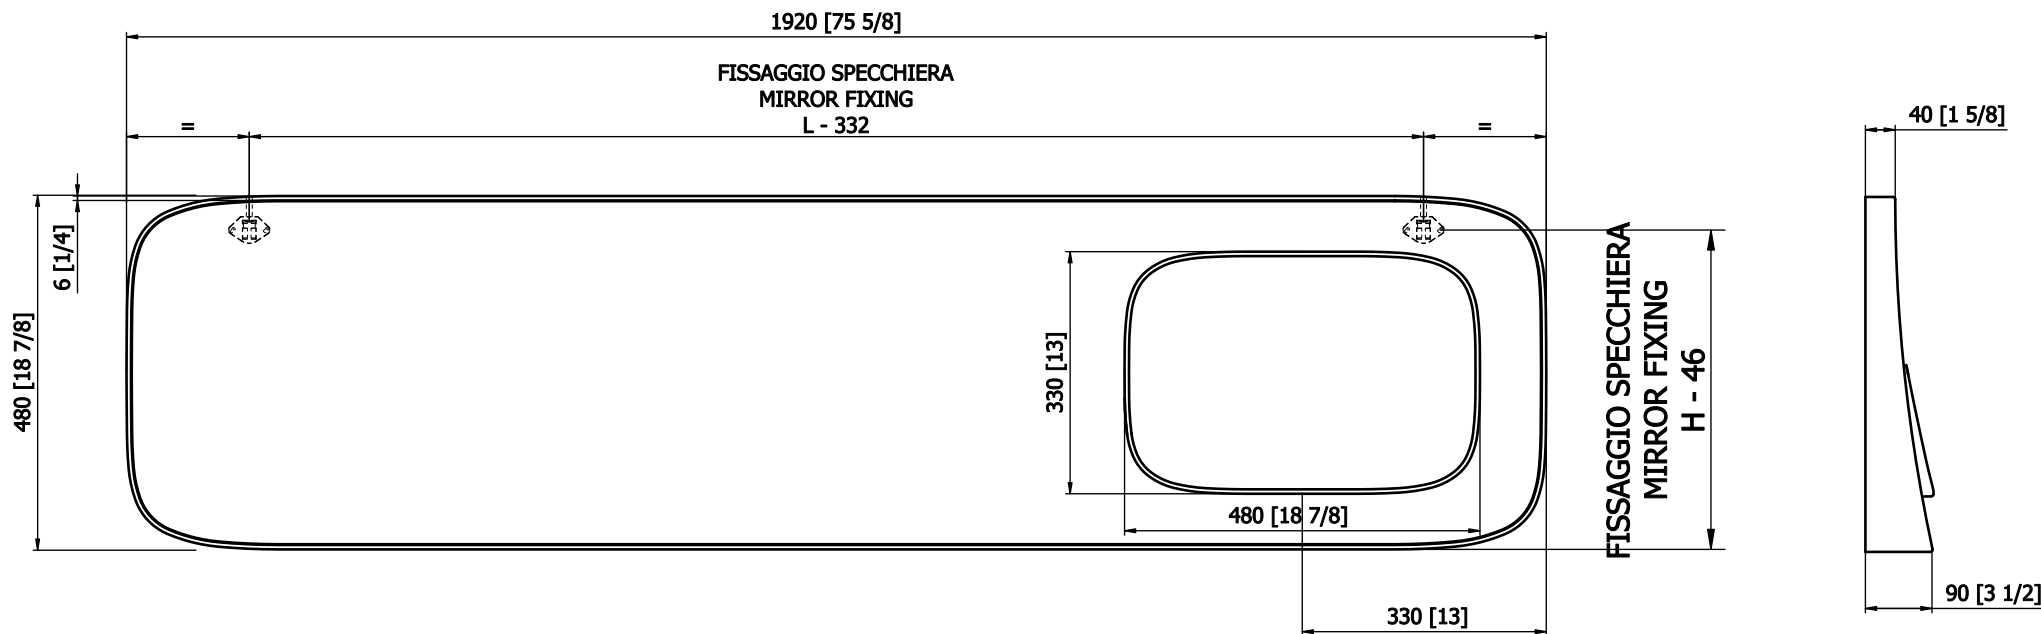 1920 [75 5/8]
FISSAGGIO SPECCHIERA
MIRROR FIXING
L - 332
=
=
40 [1 5/8]
6 [1/4]
480 [18 7/8]
330 [13]
480 [18 7/8]
FISSAGGIO SPECCHIERA
MIRROR FIXING
H - 46
330 [13]
90 [3 1/2]